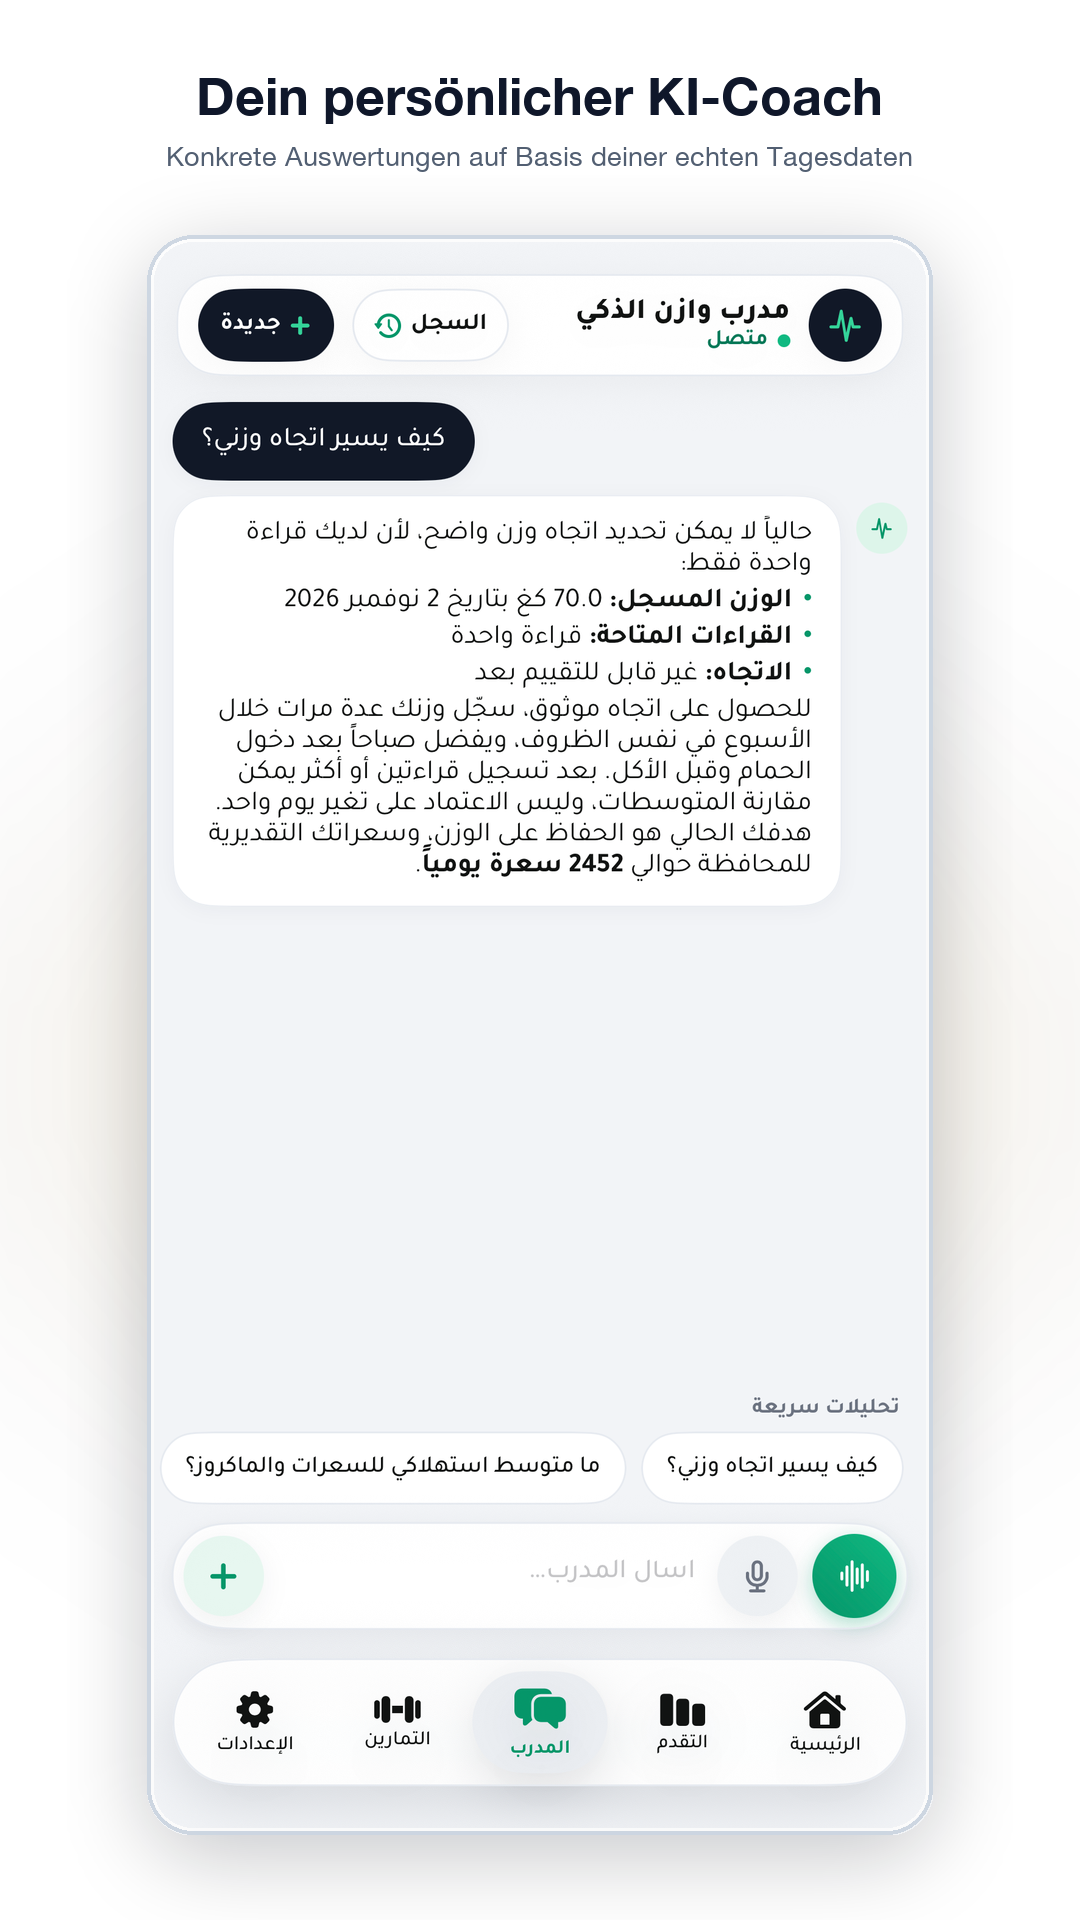 Dein persönlicher KI-Coach
Konkrete Auswertungen auf Basis deiner echten Tagesdaten
مدرب وازن الذكي
متصل
السجل
جديدة
كيف يسير اتجاه وزني؟
حالياً لا يمكن تحديد اتجاه وزن واضح، لأن لديك قراءة
واحدة فقط:
• الوزن المسجل: 70.0 كغ بتاريخ 2 نوفمبر 2026
• القراءات المتاحة: قراءة واحدة
• الاتجاه: غير قابل للتقييم بعد
للحصول على اتجاه موثوق، سجّل وزنك عدة مرات خلال
الأسبوع في نفس الظروف، ويفضل صباحاً بعد دخول
الحمام وقبل الأكل. بعد تسجيل قراءتين أو أكثر يمكن
مقارنة المتوسطات، وليس الاعتماد على تغير يوم واحد.
هدفك الحالي هو الحفاظ على الوزن، وسعراتك التقديرية
للمحافظة حوالي 2452 سعرة يومياً.
تحليلات سريعة
كيف يسير اتجاه وزني؟
ما متوسط استهلاكي للسعرات والماكروز؟
اسال المدرب...
الرئيسية
التقدم
المدرب
التمارين
الإعدادات